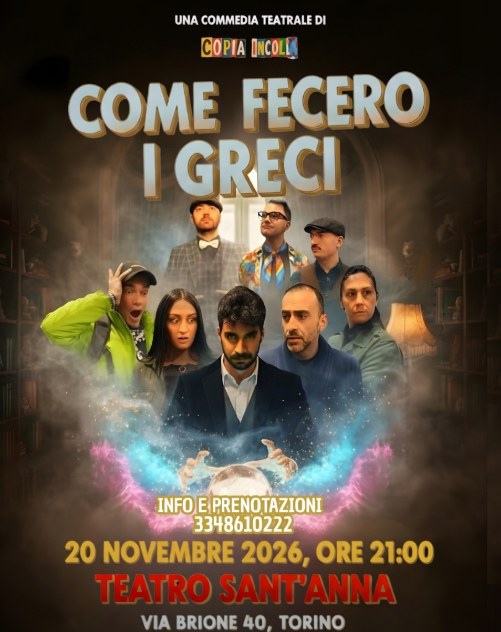 UNA COMMEDIA TEATRALE DI
COPIA INCOLLA
COME FECERO
I GRECI
INFO E PRENOTAZIONI
3348610222
20 NOVEMBRE 2026, ORE 21:00
TEATRO SANT'ANNA
VIA BRIONE 40, TORINO